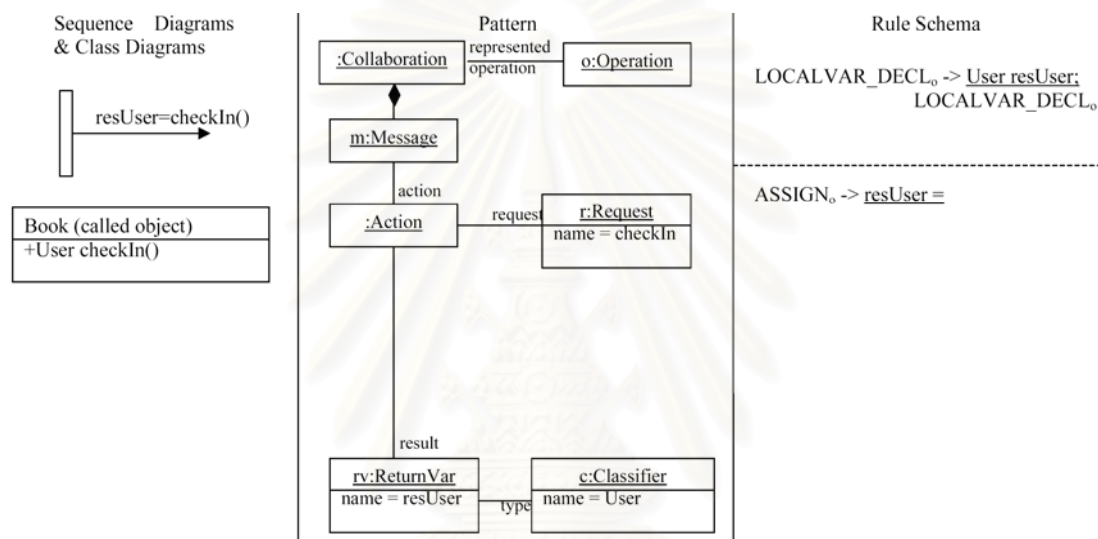 Sequence Diagrams
& Class Diagrams
resUser=checkIn()
Book (called object)
+User checkIn()
Pattern
:Collaboration
represented
operation
o:Operation
m:Message
action
:Action
request
r:Request
name = checkIn
result
rv:ReturnVar
name = resUser
type
c:Classifier
name = User
Rule Schema
LOCALVAR_DECLₒ -> User resUser;
LOCALVAR_DECLₒ
ASSIGNₒ -> resUser =